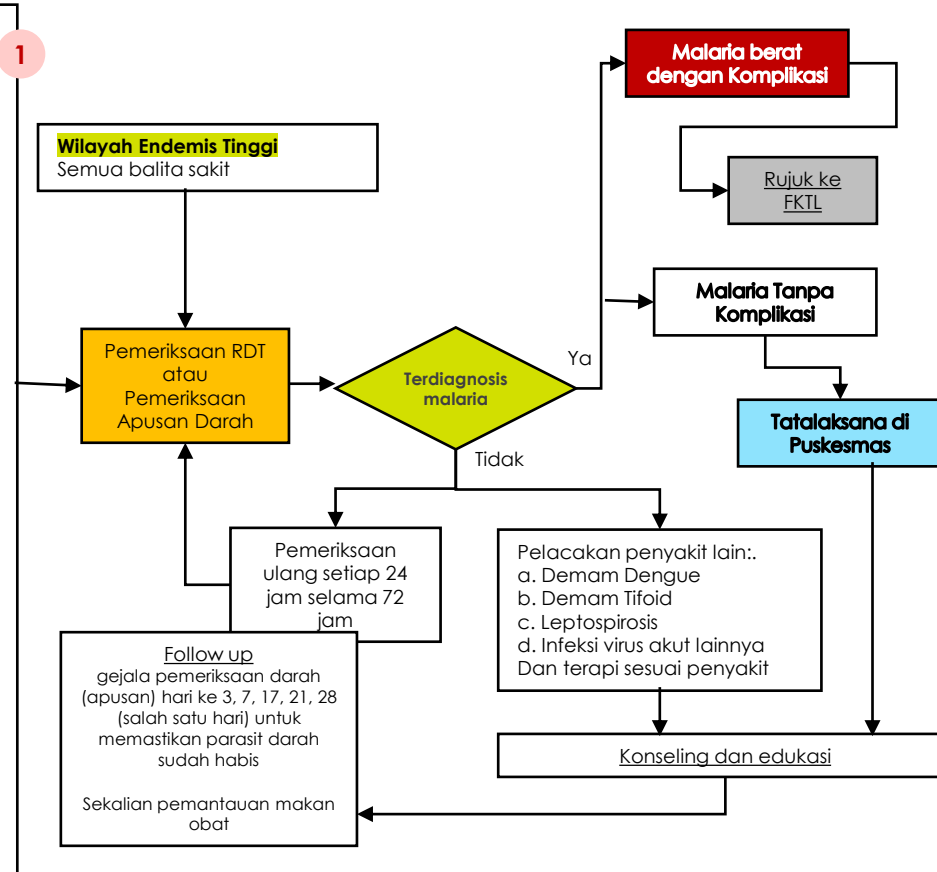 1
Malaria berat
dengan Komplikasi
Wilayah Endemis Tinggi
Semua balita sakit
Rujuk ke
FKTL
Malaria Tanpa
Komplikasi
Pemeriksaan RDT
atau
Pemeriksaan
Apusan Darah
Terdiagnosis
malaria
Ya
Tatalaksana di
Puskesmas
Tidak
Pemeriksaan
ulang setiap 24
jam selama 72
jam
Pelacakan penyakit lain:.
a. Demam Dengue
b. Demam Tifoid
c. Leptospirosis
d. Infeksi virus akut lainnya
Dan terapi sesuai penyakit
Follow up
gejala pemeriksaan darah
(apusan) hari ke 3, 7, 17, 21, 28
(salah satu hari) untuk
memastikan parasit darah
sudah habis
Sekalian pemantauan makan
obat
Konseling dan edukasi